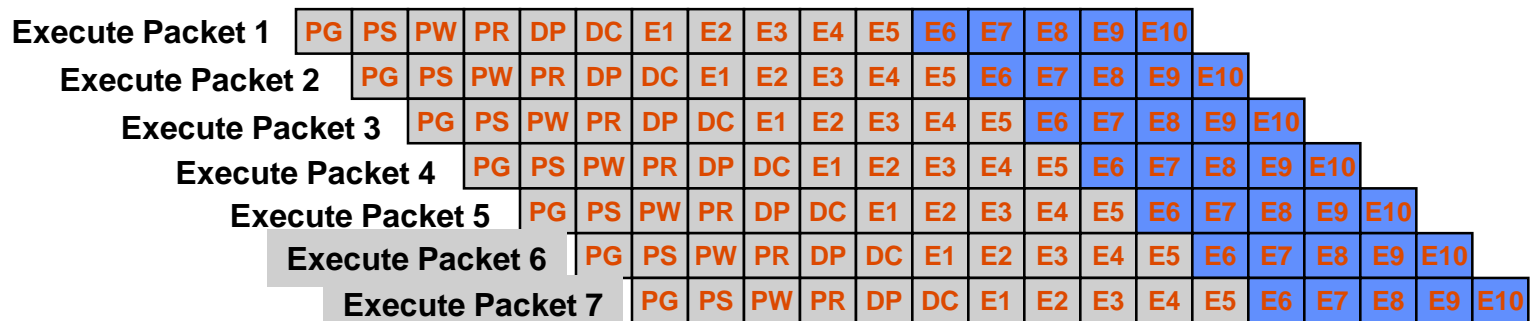 Execute Packet 1 PG PS PW PR DP DC E1 E2 E3 E4 E5 E6 E7 E8 E9 E10
Execute Packet 2 PG PS PW PR DP DC E1 E2 E3 E4 E5 E6 E7 E8 E9 E10
Execute Packet 3 PG PS PW PR DP DC E1 E2 E3 E4 E5 E6 E7 E8 E9 E10
Execute Packet 4 PG PS PW PR DP DC E1 E2 E3 E4 E5 E6 E7 E8 E9 E10
Execute Packet 5 PG PS PW PR DP DC E1 E2 E3 E4 E5 E6 E7 E8 E9 E10
Execute Packet 6 PG PS PW PR DP DC E1 E2 E3 E4 E5 E6 E7 E8 E9 E10
Execute Packet 7 PG PS PW PR DP DC E1 E2 E3 E4 E5 E6 E7 E8 E9 E10